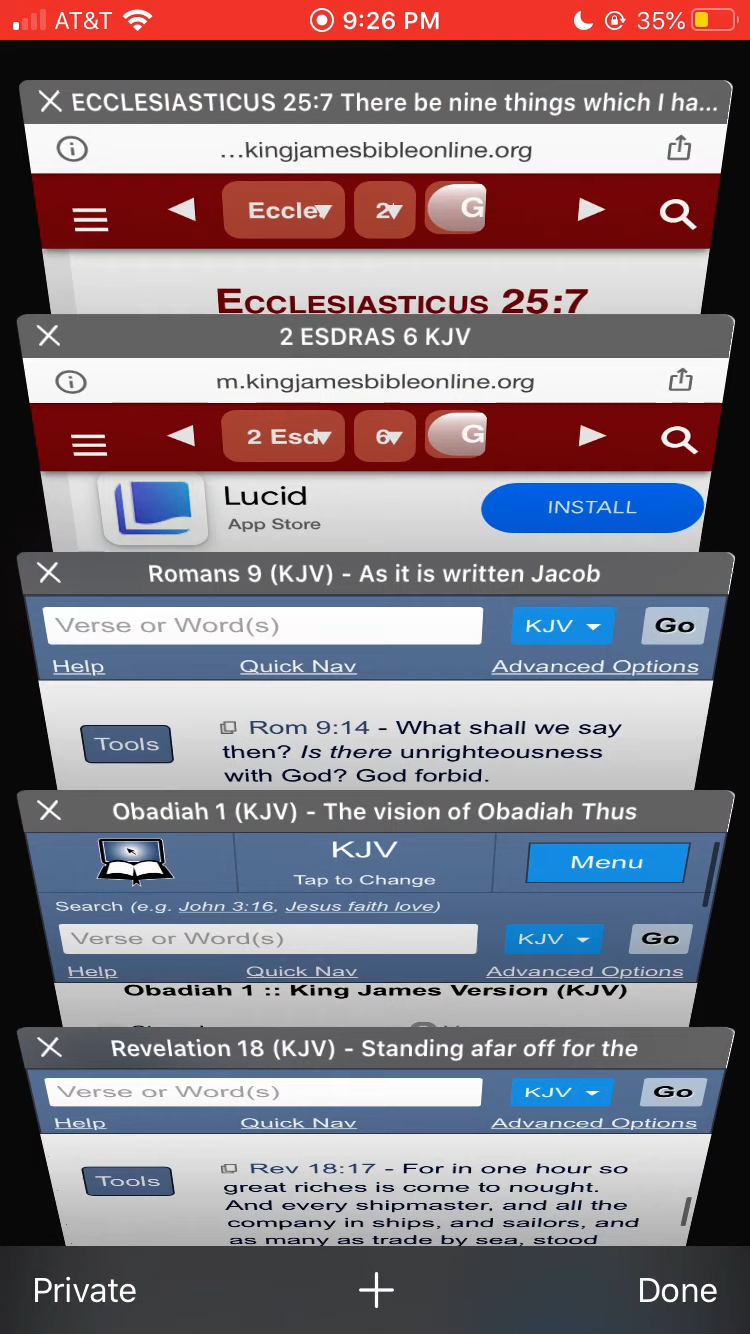 AT&T 9:26 PM 35%
ECCLESIASTICUS 25:7 There be nine things which I ha...
...kingjamesbibleonline.org
Eccle 2 G
ECCLESIASTICUS 25:7
2 ESDRAS 6 KJV
m.kingjamesbibleonline.org
2 Esd 6 G
Lucid
App Store
INSTALL
Romans 9 (KJV) - As it is written Jacob
Verse or Word(s) KJV Go
Help Quick Nav Advanced Options
Tools
Rom 9:14 - What shall we say
then? Is there unrighteousness
with God? God forbid.
Obadiah 1 (KJV) - The vision of Obadiah Thus
KJV
Tap to Change
Menu
Search (e.g. John 3:16, Jesus faith love)
Verse or Word(s) KJV Go
Help Quick Nav Advanced Options
Obadiah 1 :: King James Version (KJV)
Revelation 18 (KJV) - Standing afar off for the
Verse or Word(s) KJV Go
Help Quick Nav Advanced Options
Tools
Rev 18:17 - For in one hour so
great riches is come to nought.
And every shipmaster, and all the
company in ships, and sailors, and
as many as trade by sea, stood
Private + Done